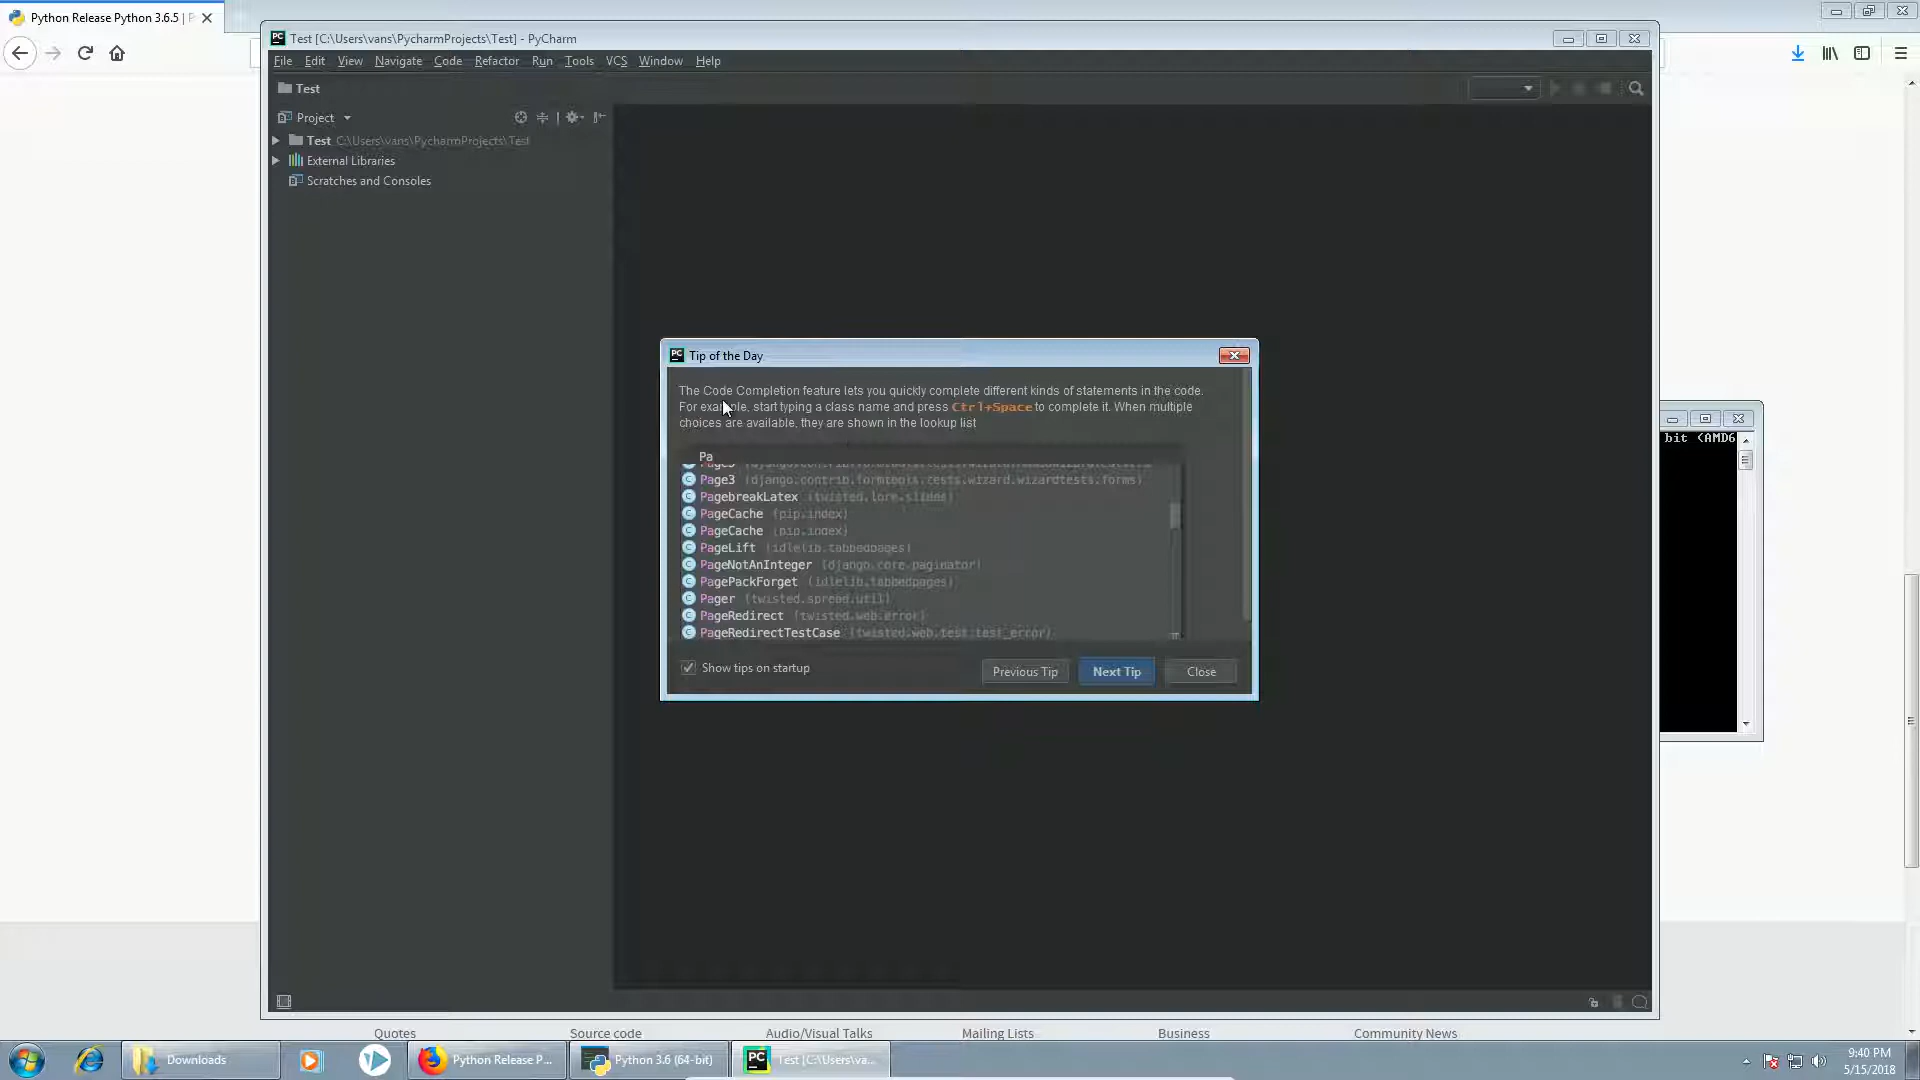 Python Release Python 3.6.5 | P
Test [C:\Users\vans\PycharmProjects\Test] - PyCharm
File Edit View Navigate Code Refactor Run Tools VCS Window Help
Test
Project
Test C:\Users\vans\PycharmProjects\Test
External Libraries
Scratches and Consoles
Tip of the Day
The Code Completion feature lets you quickly complete different kinds of statements in the code.
For example, start typing a class name and press Ctrl+Space to complete it. When multiple
choices are available, they are shown in the lookup list
Pa
Page3 (django.contrib.formtools.tests.wizard.wizardtests.forms)
PagebreakLatex (twisted.lore.slides)
PageCache (pip.index)
PageCache (pip.index)
PageLift (idlelib.tabbedpages)
PageNotAnInteger (django.core.paginator)
PagePackForget (idlelib.tabbedpages)
Pager (twisted.spread.util)
PageRedirect (twisted.web.error)
PageRedirectTestCase (twisted.web.test.test_error)
Show tips on startup
Previous Tip Next Tip Close
bit (AMD6
Quotes Source code Audio/Visual Talks Mailing Lists Business Community News
Downloads
Python Release P...
Python 3.6 (64-bit)
Test [C:\Users\va...
9:40 PM
5/15/2018